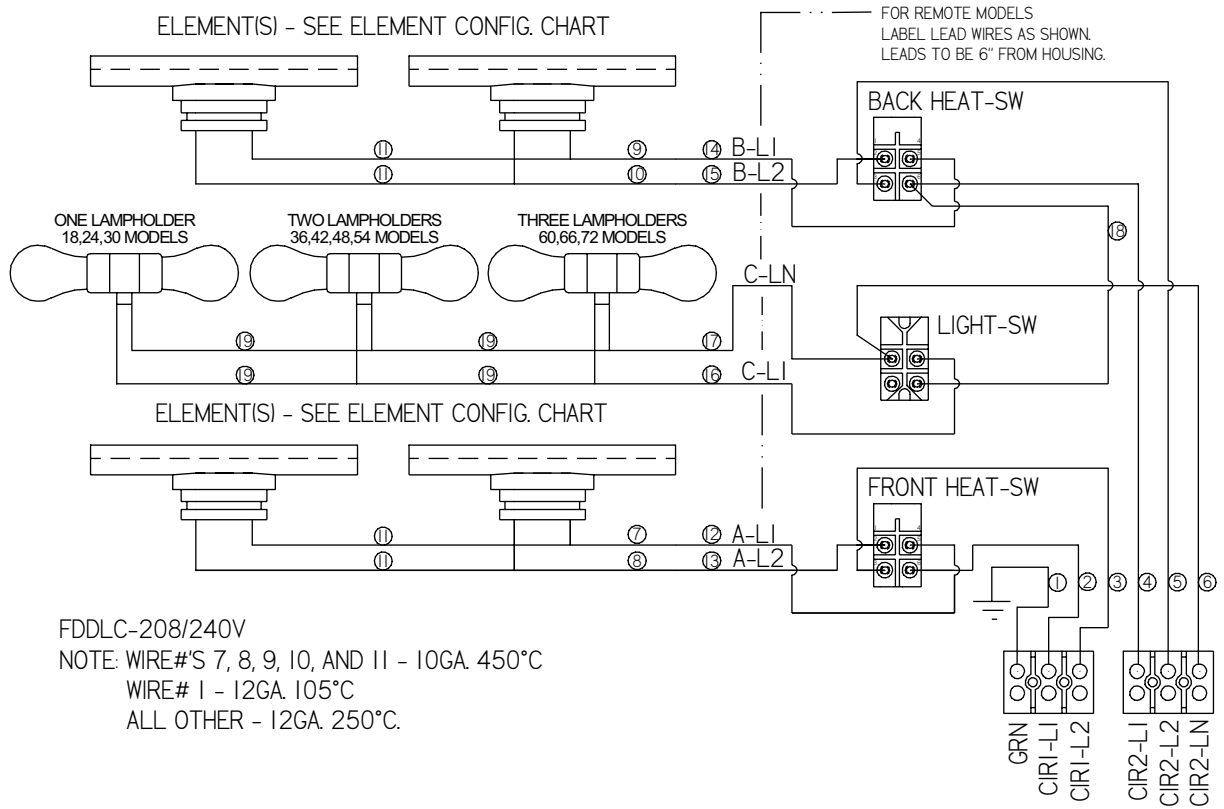 ELEMENT(S) - SEE ELEMENT CONFIG. CHART
FOR REMOTE MODELS
LABEL LEAD WIRES AS SHOWN.
LEADS TO BE 6" FROM HOUSING.
BACK HEAT-SW
11 9 14 B-L1
11 10 15 B-L2
ONE LAMPHOLDER
18,24,30 MODELS
TWO LAMPHOLDERS
36,42,48,54 MODELS
THREE LAMPHOLDERS
60,66,72 MODELS
18
C-LN
LIGHT-SW
19 19 17
19 19 16 C-L1
ELEMENT(S) - SEE ELEMENT CONFIG. CHART
FRONT HEAT-SW
11 7 12 A-L1
11 8 13 A-L2
1 2 3 4 5 6
FDDLC-208/240V
NOTE: WIRE#'S 7, 8, 9, 10, AND 11 - 10GA. 450°C
WIRE# 1 - 12GA. 105°C
ALL OTHER - 12GA. 250°C.
GRN
CIR1-L1
CIR1-L2
CIR2-L1
CIR2-L2
CIR2-LN